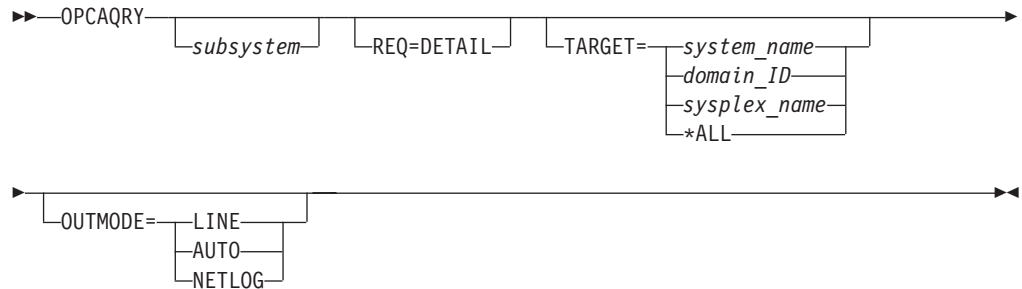 OPCAQRY
subsystem
REQ=DETAIL
TARGET=
system_name
domain_ID
sysplex_name
*ALL
OUTMODE=
LINE
AUTO
NETLOG